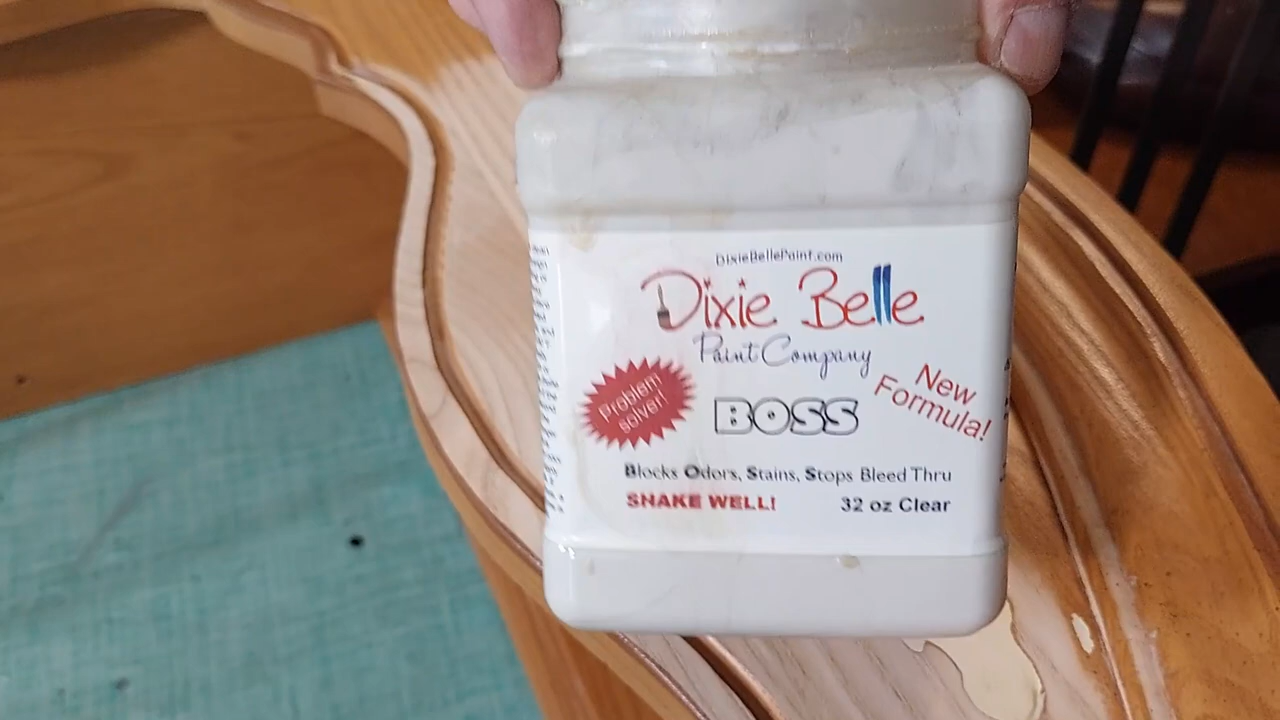 DixieBellePaint.com
Dixie Belle
Paint Company
Problem
solver!
New
Formula!
BOSS
Blocks Odors, Stains, Stops Bleed Thru
SHAKE WELL!
32 oz Clear